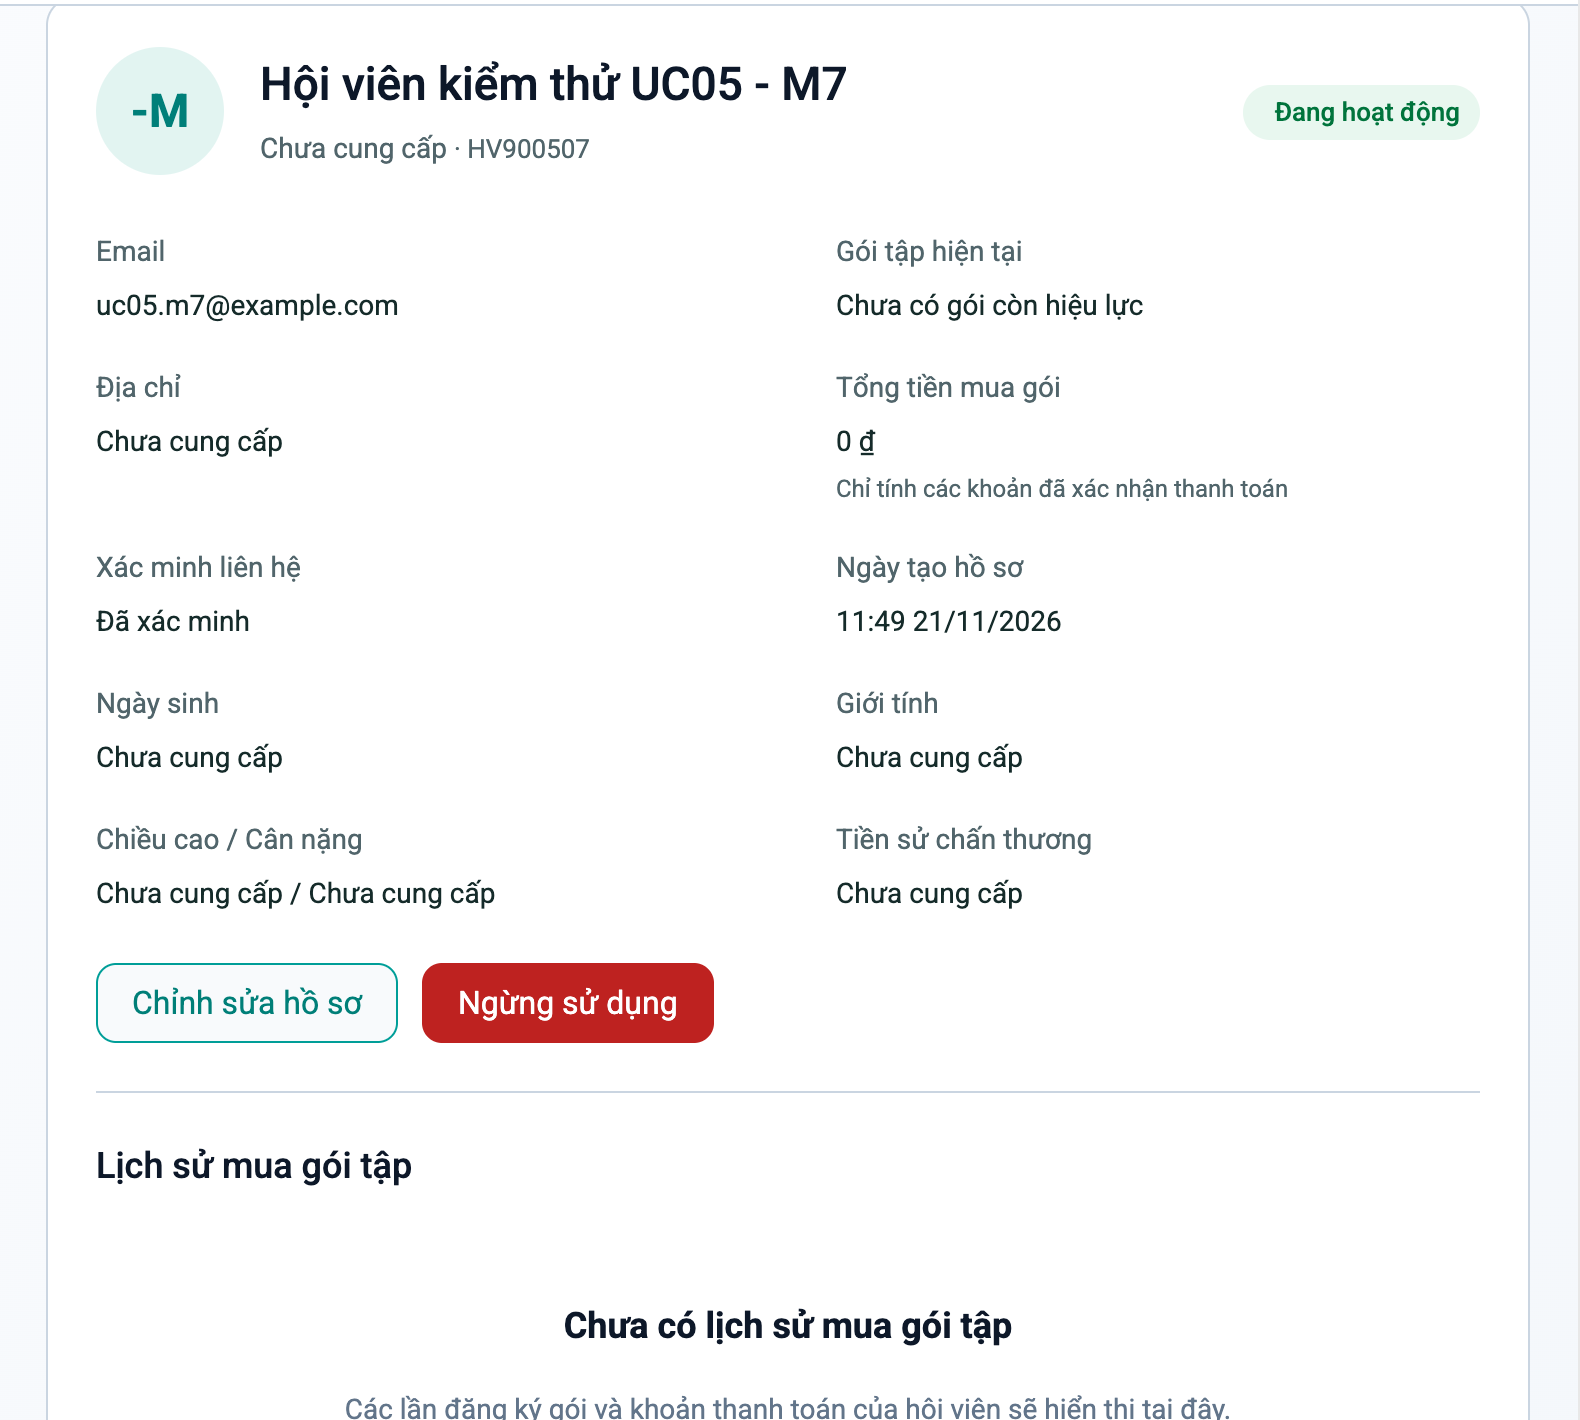 -M
Hội viên kiểm thử UC05 - M7
Chưa cung cấp · HV900507
Đang hoạt động
Email
uc05.m7@example.com
Gói tập hiện tại
Chưa có gói còn hiệu lực
Địa chỉ
Chưa cung cấp
Tổng tiền mua gói
0 ₫
Chỉ tính các khoản đã xác nhận thanh toán
Xác minh liên hệ
Đã xác minh
Ngày tạo hồ sơ
11:49 21/11/2026
Ngày sinh
Chưa cung cấp
Giới tính
Chưa cung cấp
Chiều cao / Cân nặng
Chưa cung cấp / Chưa cung cấp
Tiền sử chấn thương
Chưa cung cấp
Chỉnh sửa hồ sơ
Ngừng sử dụng
Lịch sử mua gói tập
Chưa có lịch sử mua gói tập
Các lần đăng ký gói và khoản thanh toán của hội viên sẽ hiển thị tại đây.